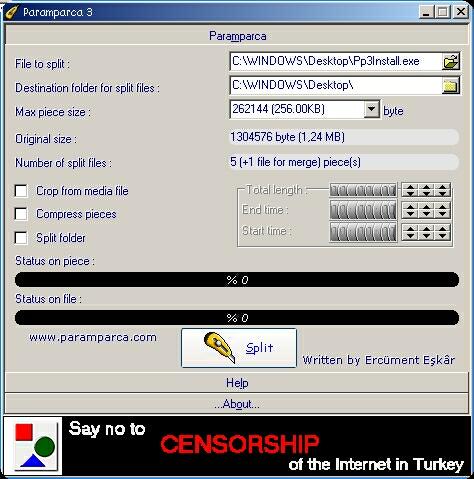 Paramparca 3
Paramparca
File to split : C:\WINDOWS\Desktop\Pp3Install.exe
Destination folder for split files : C:\WINDOWS\Desktop\
Max piece size : 262144 (256.00KB) byte
Original size : 1304576 byte (1,24 MB)
Number of split files : 5 (+1 file for merge) piece(s)
Crop from media file
Total length :
Compress pieces
End time :
Split folder
Start time :
Status on piece :
% 0
Status on file :
% 0
www.paramparca.com
Split
Written by Ercüment Eşkâr
Help
...About...
Say no to
CENSORSHIP
of the Internet in Turkey